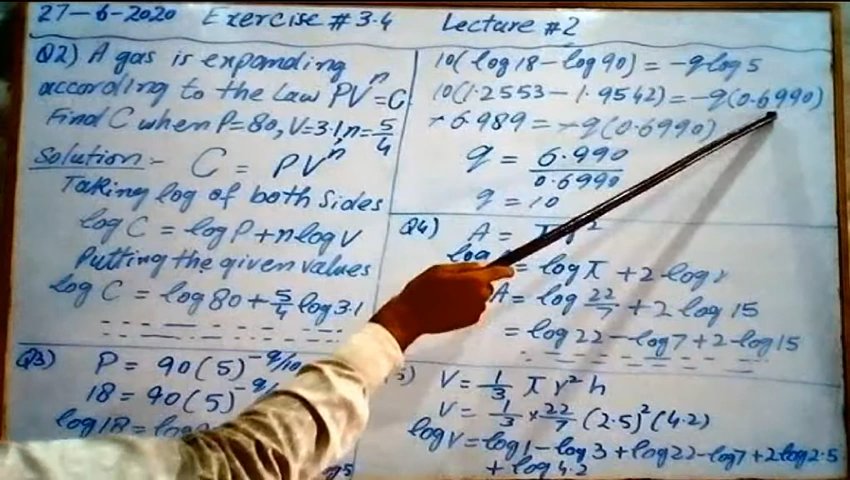 27-6-2020 Exercise # 3.4 Lecture #2
Q2) A gas is expanding
according to the law PVⁿ=C
Find C when P=80, V=3.1, n=5/4
Solution:- C = PVⁿ
Taking log of both sides
log C = log P + n log V
Putting the given values
log C = log 80 + 5/4 log 3.1
Q3) P = 90(5)^-q/10
18 = 90(5)^-q/
log 18 =
10(log 18 - log 90) = -q log 5
10(1.2553 - 1.9542) = -q(0.6990)
-6.989 = -q(0.6990)
q = 6.990/0.6990
q = 10
Q4) A = πr²
log = log π + 2 log r
A = log 22/7 + 2 log 15
= log 22 - log 7 + 2 log 15
5) V = 1/3 π r² h
V = 1/3 × 22/7 (2.5)² (4.2)
log V = log 1 - log 3 + log 22 - log 7 + 2 log 2.5
+ log 4.2